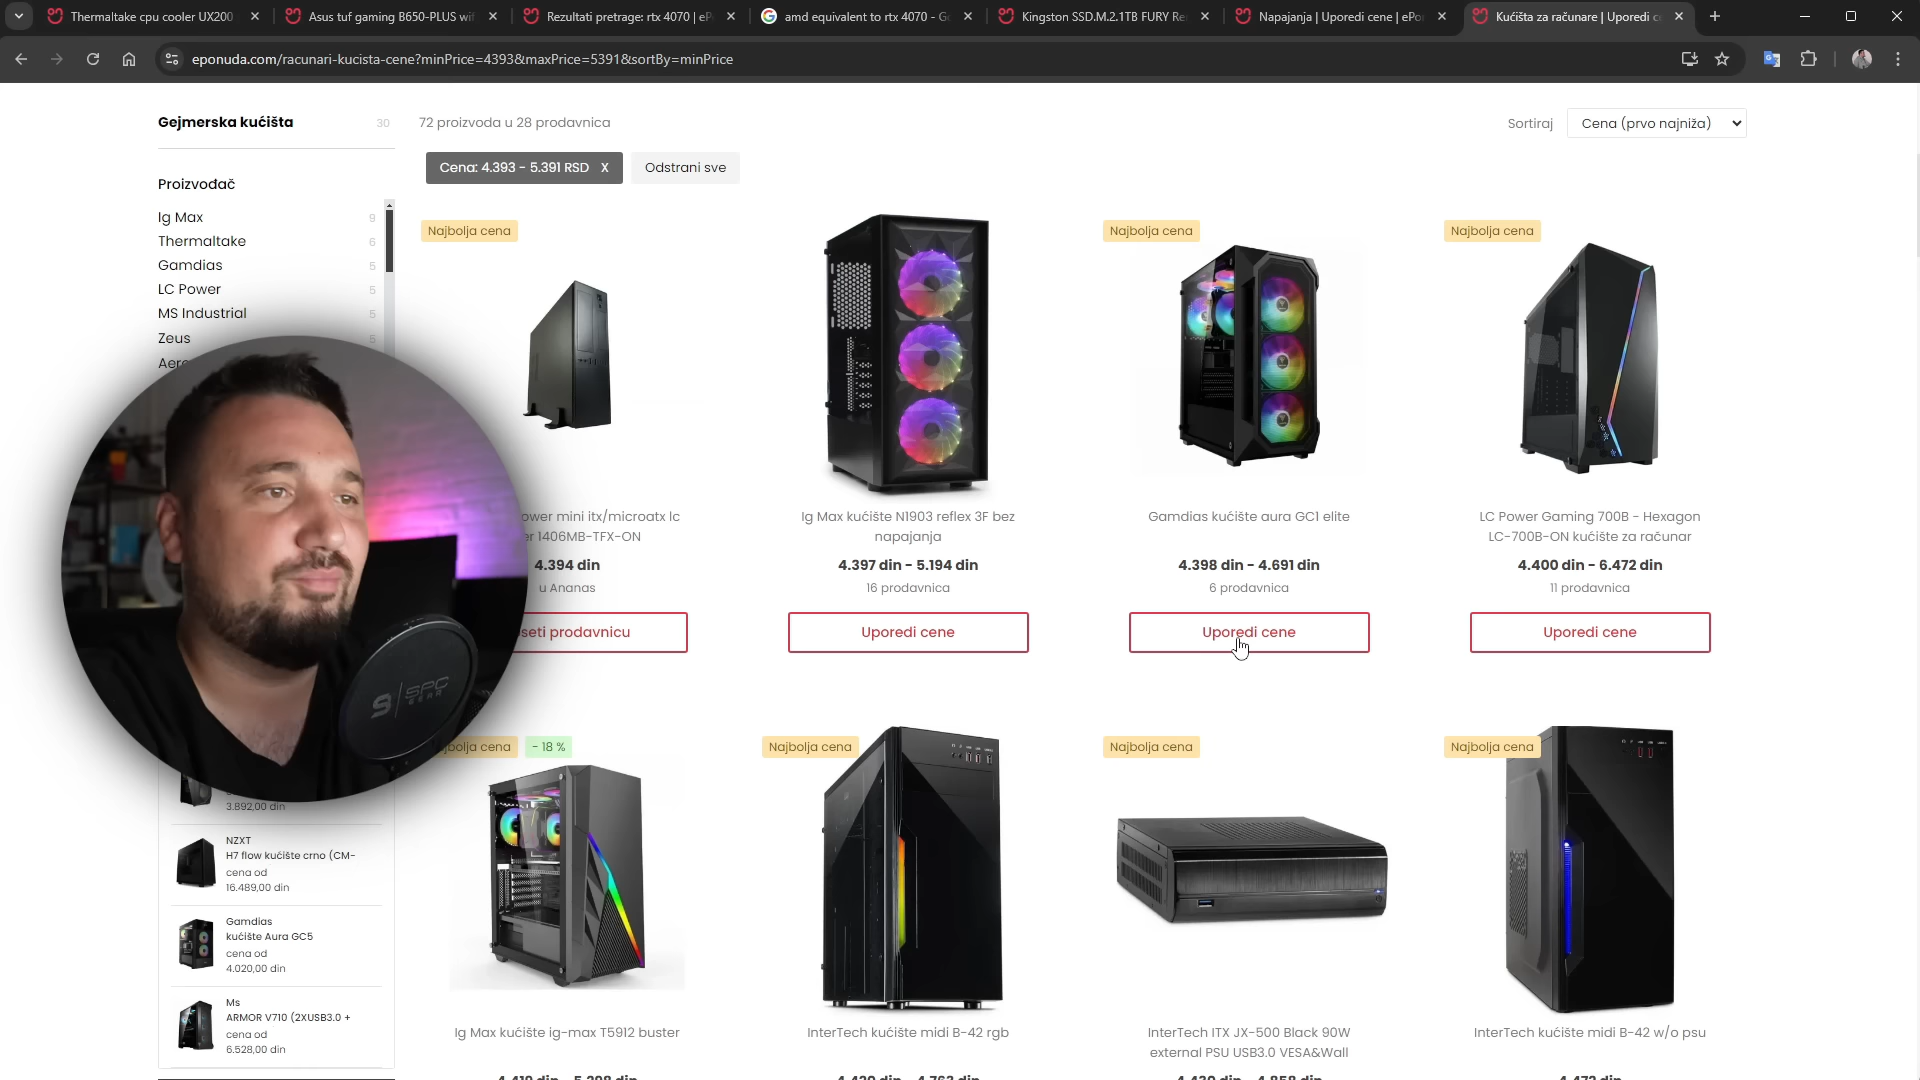 Thermaltake cpu cooler UX200
Asus tuf gaming B650-PLUS wif
Rezultati pretrage: rtx 4070 | eP
amd equivalent to rtx 4070 - Go
Kingston SSD.M.2.1TB FURY Re
Napajanja | Uporedi cene | ePo
Kućišta za računare | Uporedi c
eponuda.com/racunari-kucista-cene?minPrice=4393&maxPrice=5391&sortBy=minPrice
Gejmerska kućišta 30
72 proizvoda u 28 prodavnica
Sortiraj
Cena (prvo najniža)
Cena: 4.393 - 5.391 RSD X
Odstrani sve
Proizvođač
Ig Max 9
Thermaltake 6
Gamdias 5
LC Power 5
MS Industrial 5
Zeus 5
Aero
Najbolja cena
Najbolja cena
Najbolja cena
ower mini itx/microatx lc
er 1406MB-TFX-ON
4.394 din
u Ananas
seti prodavnicu
Ig Max kućište N1903 reflex 3F bez
napajanja
4.397 din - 5.194 din
16 prodavnica
Uporedi cene
Gamdias kućište aura GC1 elite
4.398 din - 4.691 din
6 prodavnica
Uporedi cene
LC Power Gaming 700B - Hexagon
LC-700B-ON kućište za računar
4.400 din - 6.472 din
11 prodavnica
Uporedi cene
S SPC
GEAR
bolja cena
- 18 %
Najbolja cena
Najbolja cena
Najbolja cena
3.892,00 din
NZXT
H7 flow kućište crno (CM-
cena od
16.489,00 din
Gamdias
kućište Aura GC5
cena od
4.020,00 din
Ms
ARMOR V710 (2XUSB3.0 +
cena od
6.528,00 din
Ig Max kućište ig-max T5912 buster
4.419 din - 5.298 din
InterTech kućište midi B-42 rgb
4.420 din - 4.763 din
InterTech ITX JX-500 Black 90W
external PSU USB3.0 VESA&Wall
4.430 din - 4.858 din
InterTech kućište midi B-42 w/o psu
4.472 din